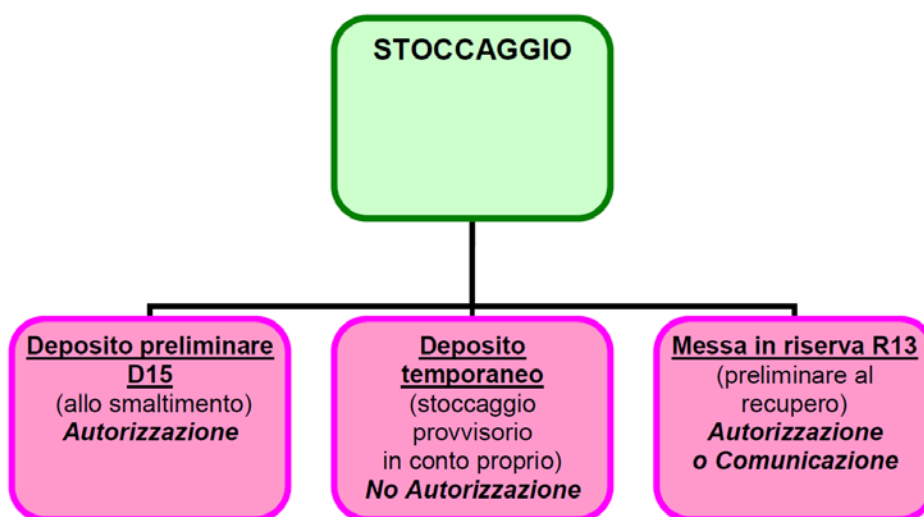 STOCCAGGIO
Deposito preliminare
D15
(allo smaltimento)
Autorizzazione
Deposito
temporaneo
(stoccaggio
provvisorio
in conto proprio)
No Autorizzazione
Messa in riserva R13
(preliminare al
recupero)
Autorizzazione
o Comunicazione